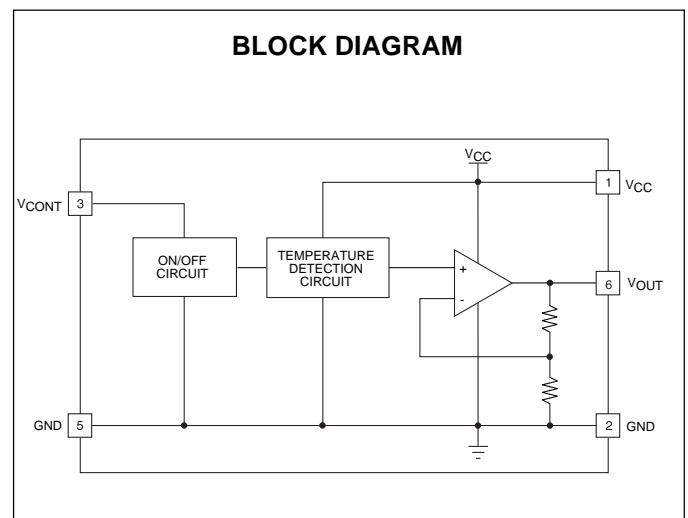 BLOCK DIAGRAM
VCC
1 VCC
VCONT 3
ON/OFF
CIRCUIT
TEMPERATURE
DETECTION
CIRCUIT
+
-
6 VOUT
GND 5
2 GND